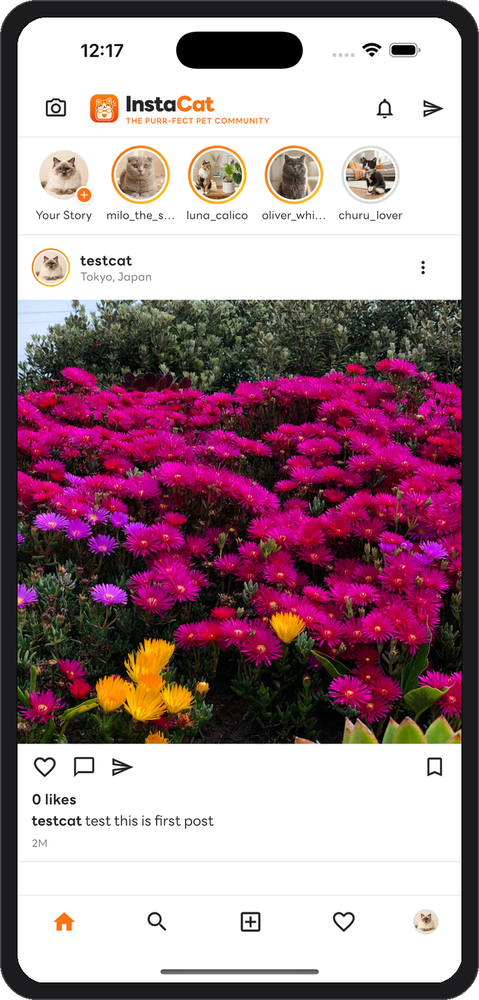 12:17
InstaCat
THE PURR-FECT PET COMMUNITY
Your Story
milo_the_s...
luna_calico
oliver_whi...
churu_lover
testcat
Tokyo, Japan
0 likes
testcat test this is first post
2M